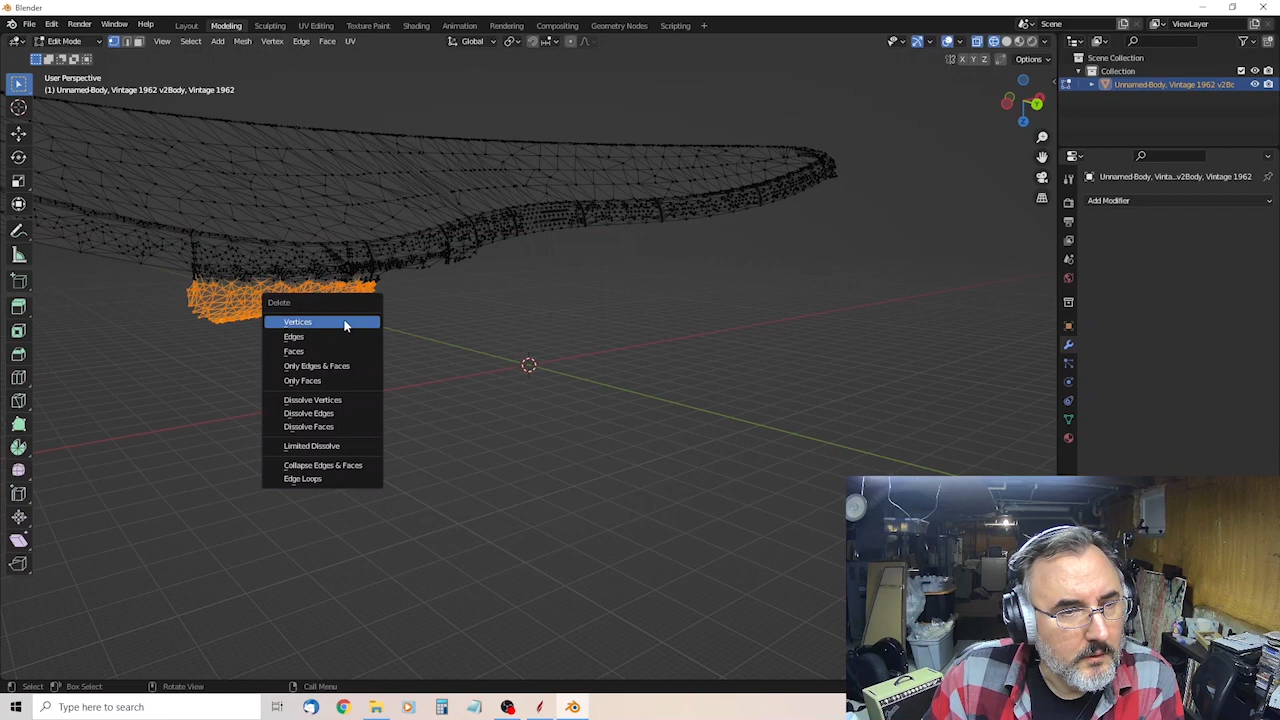 Blender
File Edit Render Window Help
Layout Modeling Sculpting UV Editing Texture Paint Shading Animation Rendering Compositing Geometry Nodes Scripting +
Scene
ViewLayer
Edit Mode View Select Add Mesh Vertex Edge Face UV
Global
X Y Z Options
User Perspective
(1) Unnamed-Body, Vintage 1962 v2Body, Vintage 1962
Y
Z
Scene Collection
Collection
Unnamed-Body, Vintage 1962 v2Bc
Unnamed-Body, Vinta...v2Body, Vintage 1962
Add Modifier
Delete
Vertices
Edges
Faces
Only Edges & Faces
Only Faces
Dissolve Vertices
Dissolve Edges
Dissolve Faces
Limited Dissolve
Collapse Edges & Faces
Edge Loops
Select Box Select Rotate View Call Menu
Type here to search